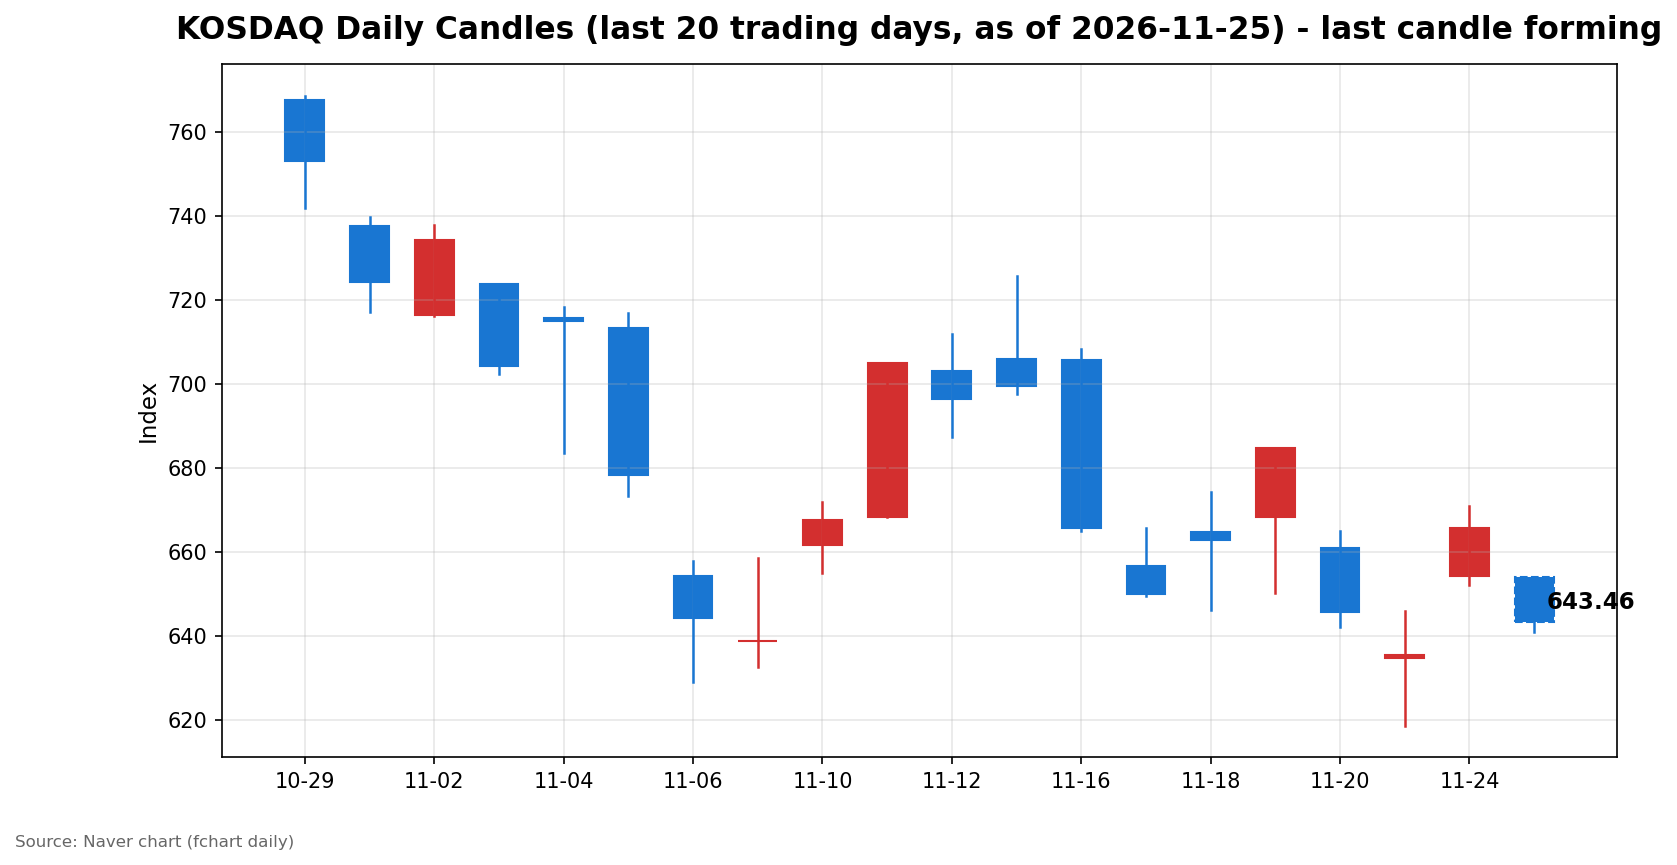 KOSDAQ Daily Candles (last 20 trading days, as of 2026-11-25) - last candle forming
Index
760
740
720
700
680
660
640
620
643.46
10-29 11-02 11-04 11-06 11-10 11-12 11-16 11-18 11-20 11-24
Source: Naver chart (fchart daily)